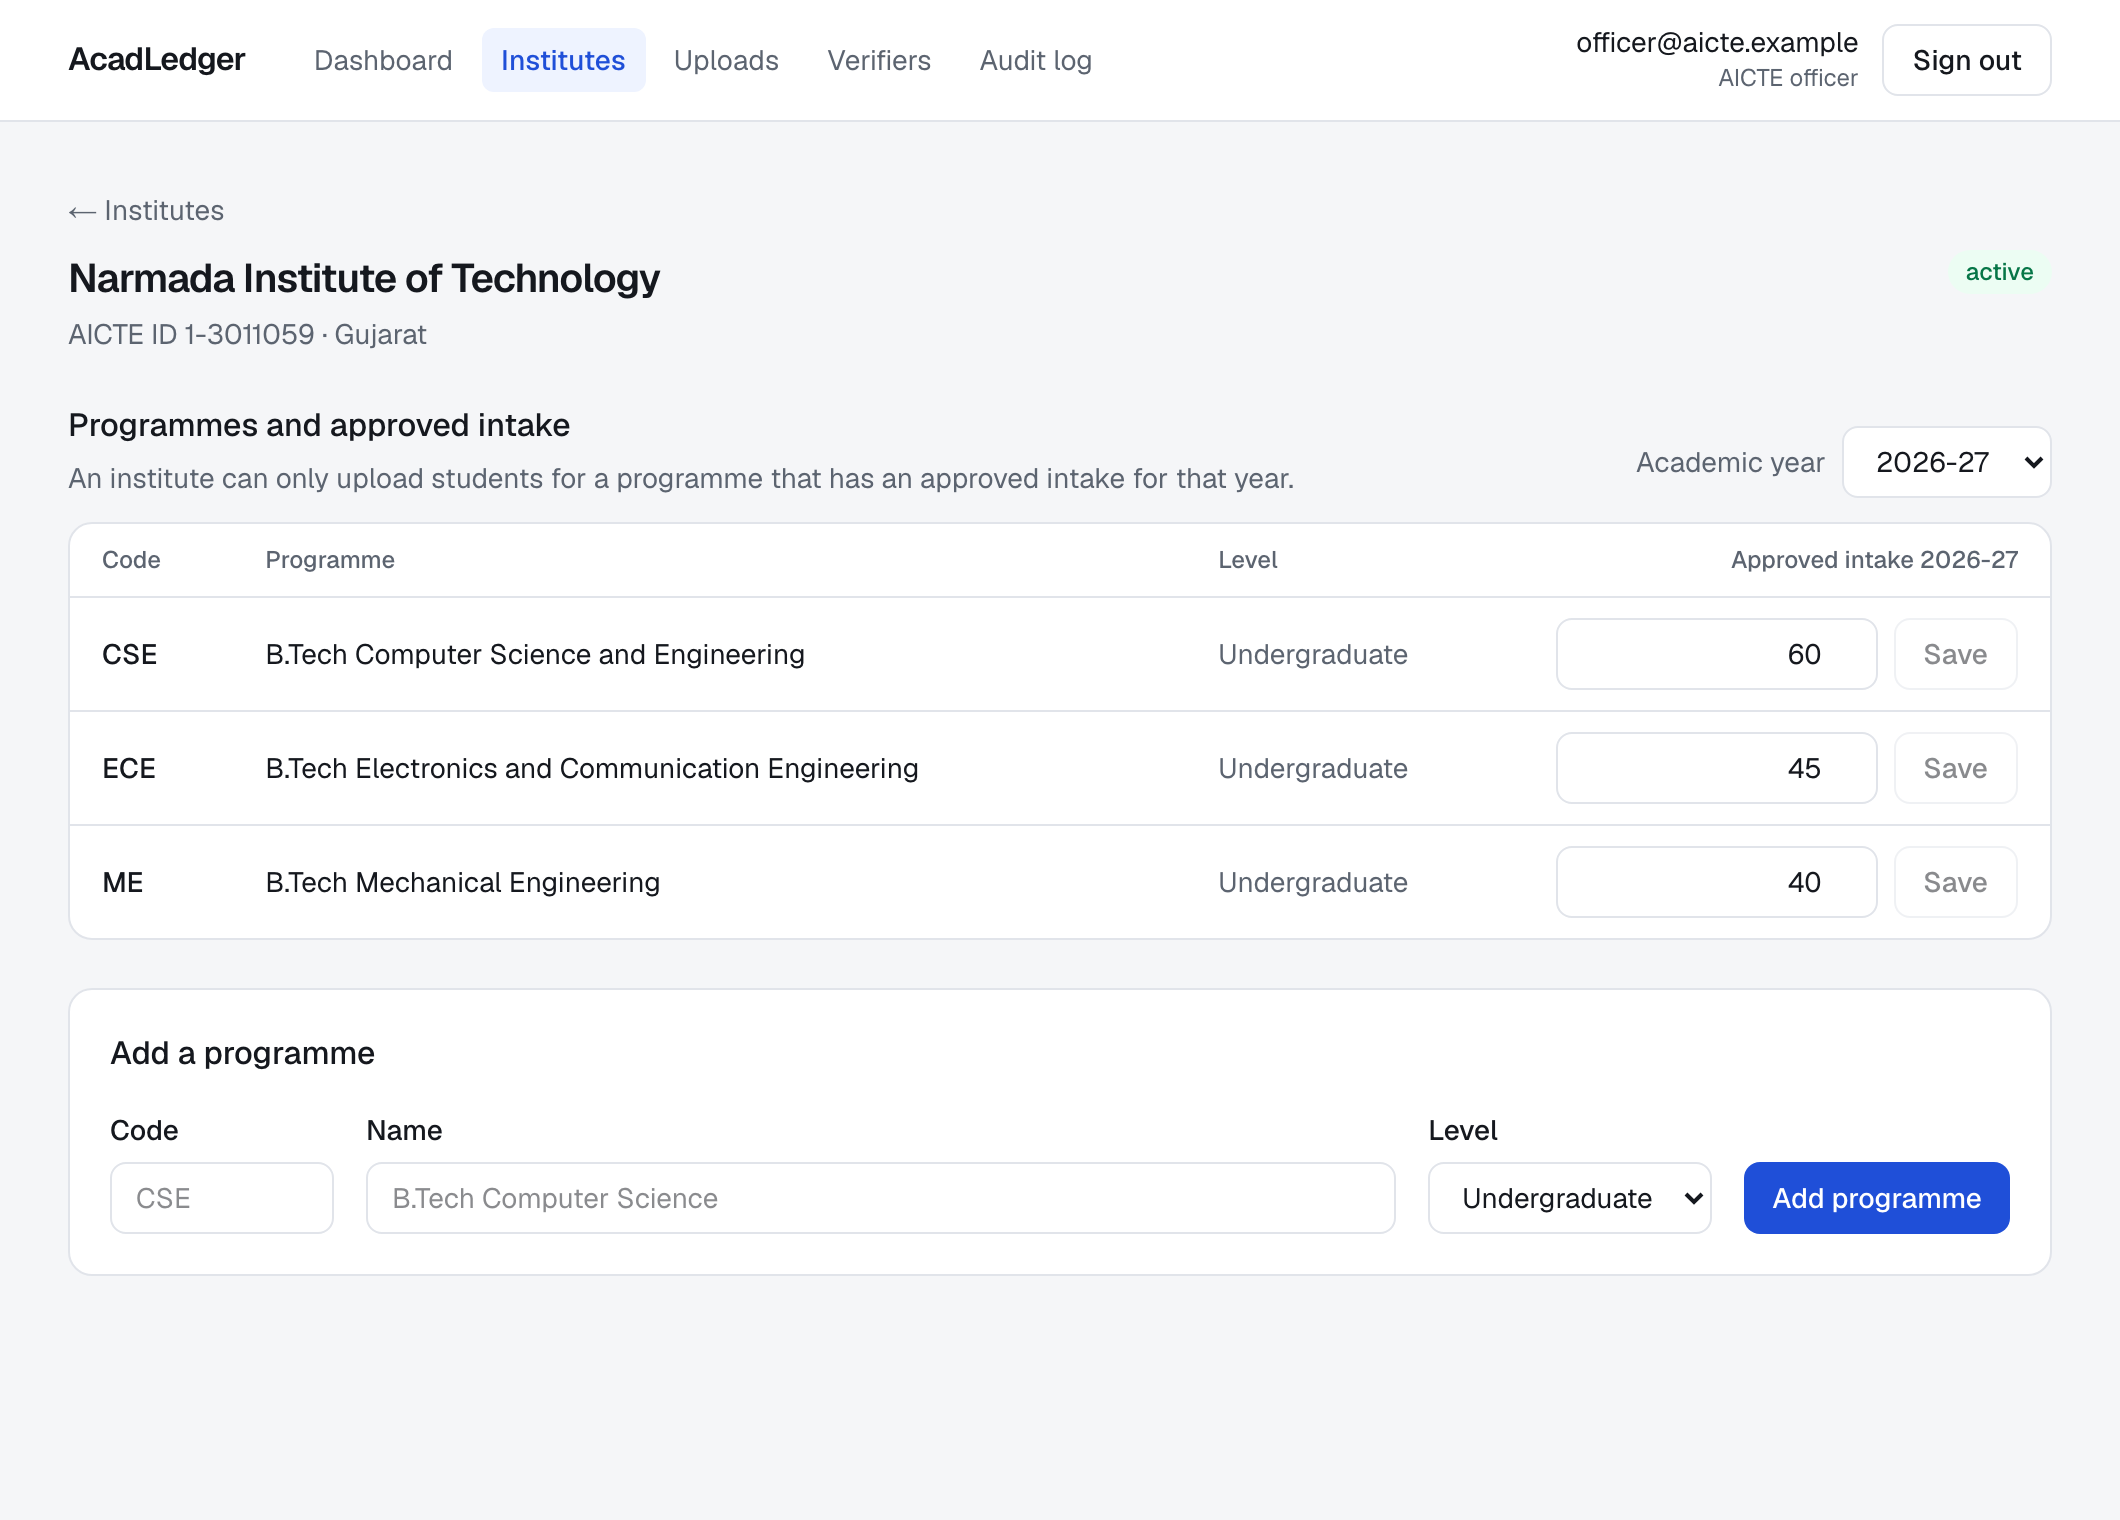 AcadLedger Dashboard Institutes Uploads Verifiers Audit log officer@aicte.example Sign out
AICTE officer
← Institutes
Narmada Institute of Technology active
AICTE ID 1-3011059 · Gujarat
Programmes and approved intake
An institute can only upload students for a programme that has an approved intake for that year. Academic year 2026-27
Code Programme Level Approved intake 2026-27
CSE B.Tech Computer Science and Engineering Undergraduate 60 Save
ECE B.Tech Electronics and Communication Engineering Undergraduate 45 Save
ME B.Tech Mechanical Engineering Undergraduate 40 Save
Add a programme
Code Name Level
CSE B.Tech Computer Science Undergraduate Add programme